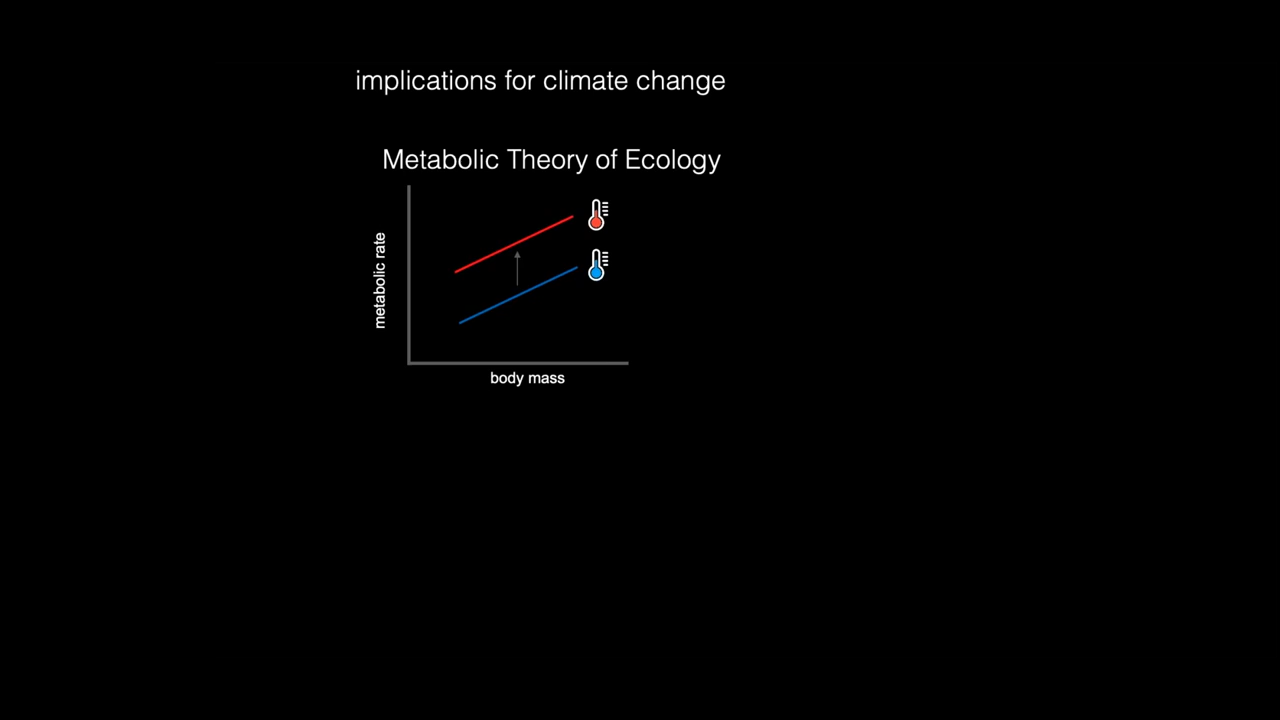 implications for climate change
Metabolic Theory of Ecology
metabolic rate
body mass